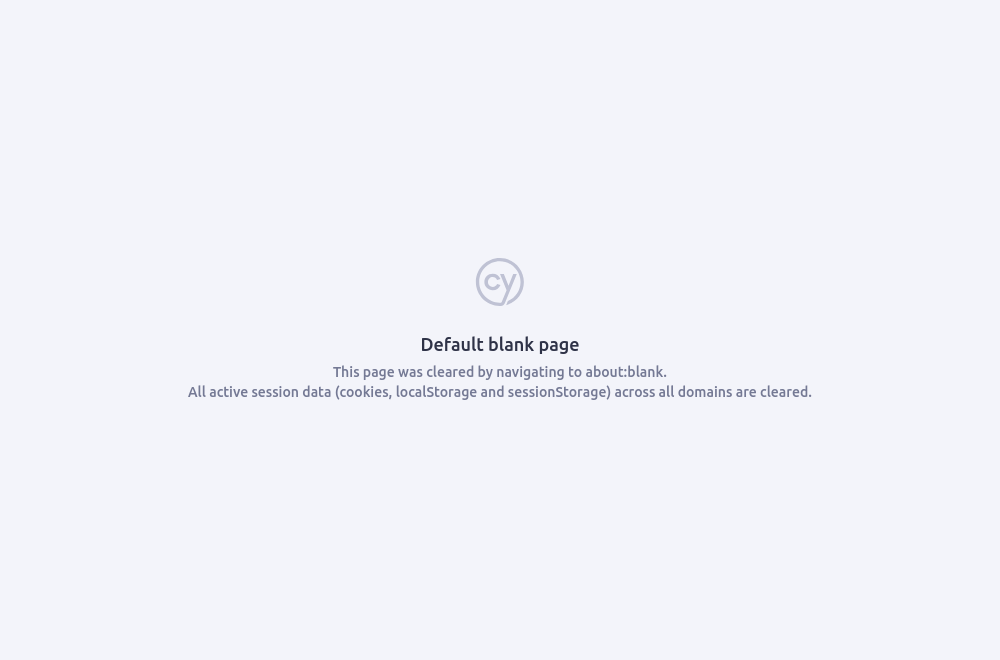 cy
Default blank page
This page was cleared by navigating to about:blank.
All active session data (cookies, localStorage and sessionStorage) across all domains are cleared.